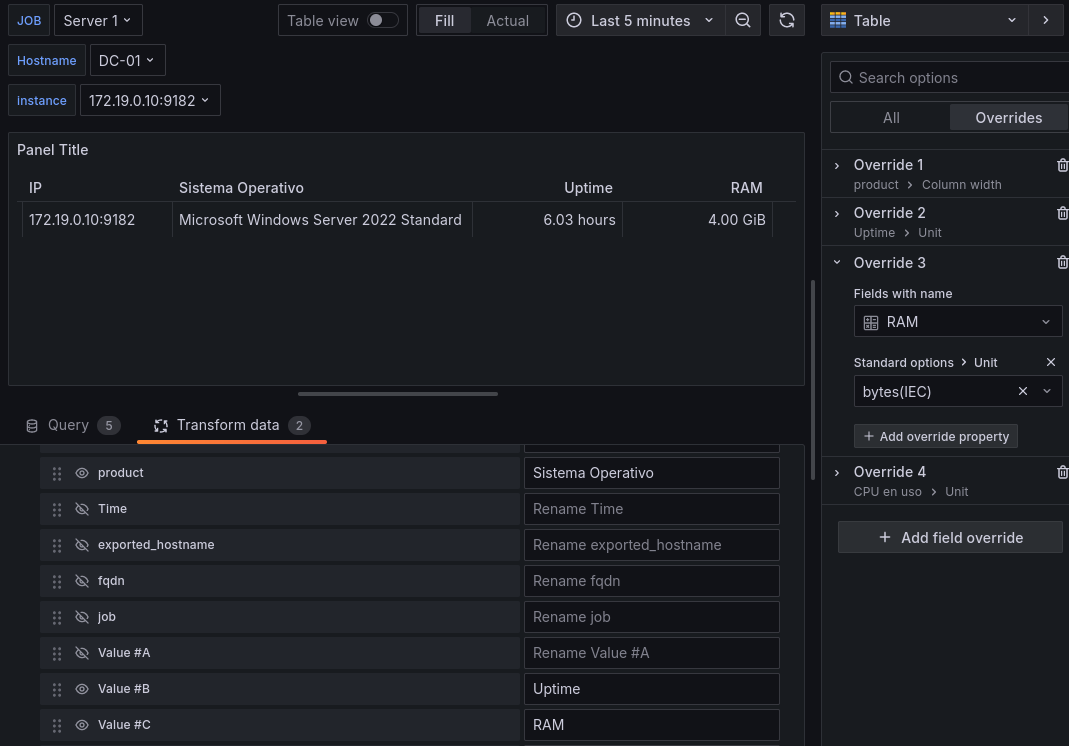 JOB Server 1 Table view Fill Actual Last 5 minutes Table
Hostname DC-01
instance 172.19.0.10:9182
Panel Title
IP Sistema Operativo Uptime RAM
172.19.0.10:9182 Microsoft Windows Server 2022 Standard 6.03 hours 4.00 GiB
Query 5 Transform data 2
product Sistema Operativo
Time Rename Time
exported_hostname Rename exported_hostname
fqdn Rename fqdn
job Rename job
Value #A Rename Value #A
Value #B Uptime
Value #C RAM
Search options
All Overrides
Override 1
product > Column width
Override 2
Uptime > Unit
Override 3
Fields with name
RAM
Standard options > Unit
bytes(IEC)
+ Add override property
Override 4
CPU en uso > Unit
+ Add field override